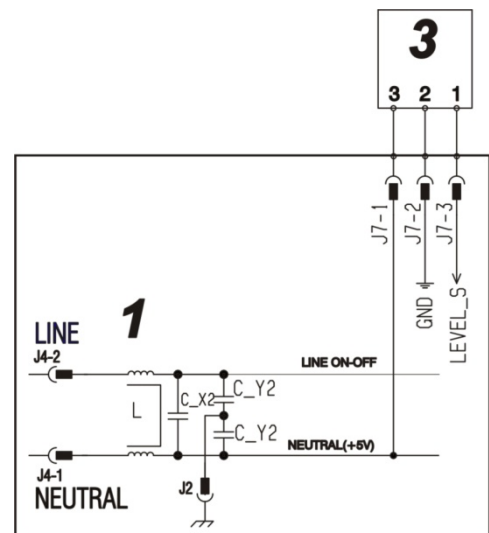 3
3 2 1
J7-1 J7-2 J7-3
GND LEVEL_S
1
LINE
J4-2
LINE ON-OFF
L
C_X2
C_Y2
C_Y2
NEUTRAL(+5V)
J4-1
NEUTRAL
J2